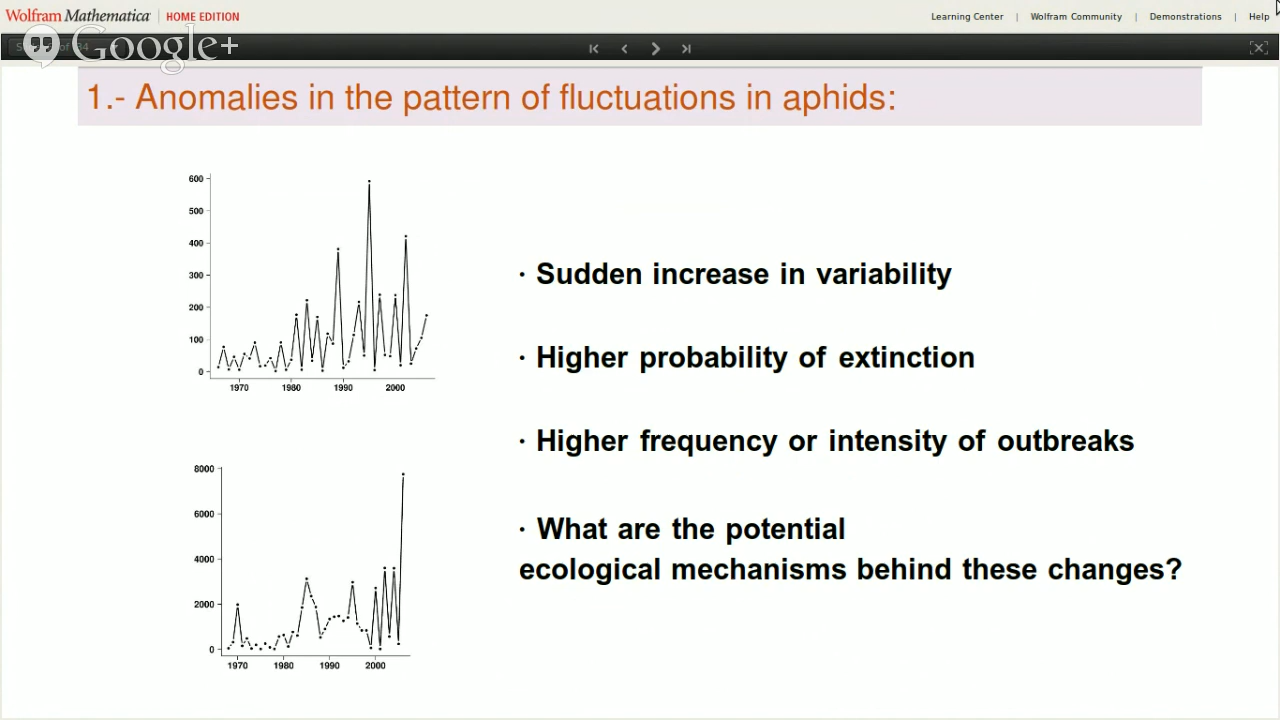 Wolfram Mathematica | HOME EDITION
Learning Center | Wolfram Community | Demonstrations | Help
Google+
1.- Anomalies in the pattern of fluctuations in aphids:
600
500
400
300
200
100
0
1970 1980 1990 2000
· Sudden increase in variability
· Higher probability of extinction
· Higher frequency or intensity of outbreaks
· What are the potential
ecological mechanisms behind these changes?
8000
6000
4000
2000
0
1970 1980 1990 2000